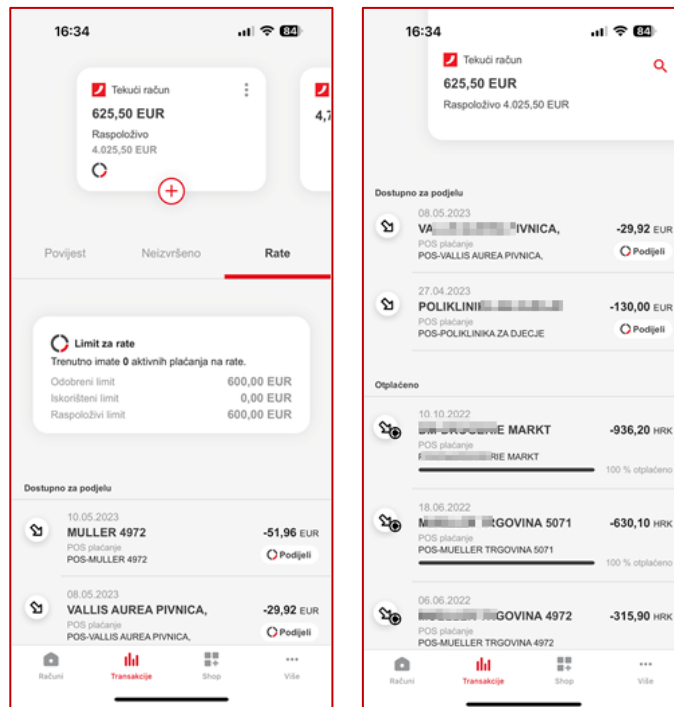 16:34
84
Tekući račun
625,50 EUR
Raspoloživo
4.025,50 EUR
4,7
Povijest
Neizvršeno
Rate
Limit za rate
Trenutno imate 0 aktivnih plaćanja na rate.
Odobreni limit 600,00 EUR
Iskorišteni limit 0,00 EUR
Raspoloživi limit 600,00 EUR
Dostupno za podjelu
10.05.2023
MULLER 4972 -51,96 EUR
POS plaćanje
POS-MULLER 4972
Podijeli
08.05.2023
VALLIS AUREA PIVNICA, -29,92 EUR
POS plaćanje
POS-VALLIS AUREA PIVNICA,
Podijeli
Računi
Transakcije
Shop
Više
16:34
84
Tekući račun
625,50 EUR
Raspoloživo 4.025,50 EUR
Dostupno za podjelu
08.05.2023
VA IVNICA, -29,92 EUR
POS plaćanje
POS-VALLIS AUREA PIVNICA,
Podijeli
27.04.2023
POLIKLINI -130,00 EUR
POS plaćanje
POS-POLIKLINIKA ZA DJECJE
Podijeli
Otplaćeno
10.10.2022
MARKT -936,20 HRK
POS plaćanje
RIE MARKT
100 % otplaćeno
18.06.2022
GOVINA 5071 -630,10 HRK
POS plaćanje
POS-MUELLER TRGOVINA 5071
100 % otplaćeno
06.06.2022
GOVINA 4972 -315,90 HRK
POS plaćanje
POS-MUELLER TRGOVINA 4972
Računi
Transakcije
Shop
Više